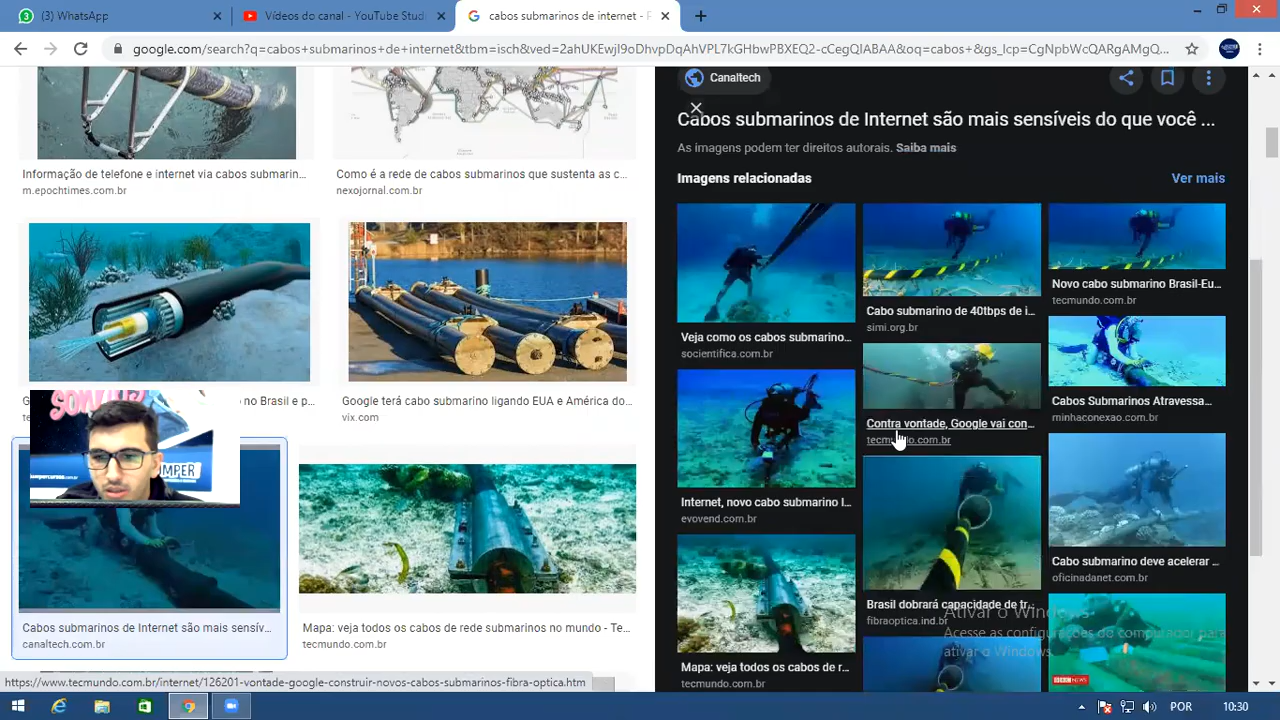 (3) WhatsApp
Vídeos do canal - YouTube Stud
cabos submarinos de internet - P
google.com/search?q=cabos+submarinos+de+internet&tbm=isch&ved=2ahUKEwjI9oDhvpDqAhVPL7kGHbwPBXEQ2-cCegQIABAA&oq=cabos+&gs_lcp=CgNpbWcQARgAMgQ...
Canaltech
Cabos submarinos de Internet são mais sensíveis do que você ...
As imagens podem ter direitos autorais. Saiba mais
Imagens relacionadas
Ver mais
Informação de telefone e internet via cabos submarin...
m.epochtimes.com.br
Como é a rede de cabos submarinos que sustenta as c...
nexojornal.com.br
no Brasil e p...
Google terá cabo submarino ligando EUA e América do...
vix.com
SOMV
UMPER
Cabos submarinos de Internet são mais sensív...
canaltech.com.br
Mapa: veja todos os cabos de rede submarinos no mundo - Te...
tecmundo.com.br
Veja como os cabos submarino...
socientifica.com.br
Cabo submarino de 40tbps de i...
simi.org.br
Novo cabo submarino Brasil-Eu...
tecmundo.com.br
Contra vontade, Google vai con...
tecmundo.com.br
Cabos Submarinos Atravessa...
minhaconexao.com.br
Internet, novo cabo submarino I...
evovend.com.br
Brasil dobrará capacidade de tr...
fibraoptica.ind.br
Cabo submarino deve acelerar ...
oficinadanet.com.br
Mapa: veja todos os cabos de r...
tecmundo.com.br
BBC NEWS
Ativar o Windows
Acesse as configurações do computador para
ativar o Windows.
https://www.tecmundo.com.br/internet/126201-vontade-google-construir-novos-cabos-submarinos-fibra-optica.htm
POR
10:30